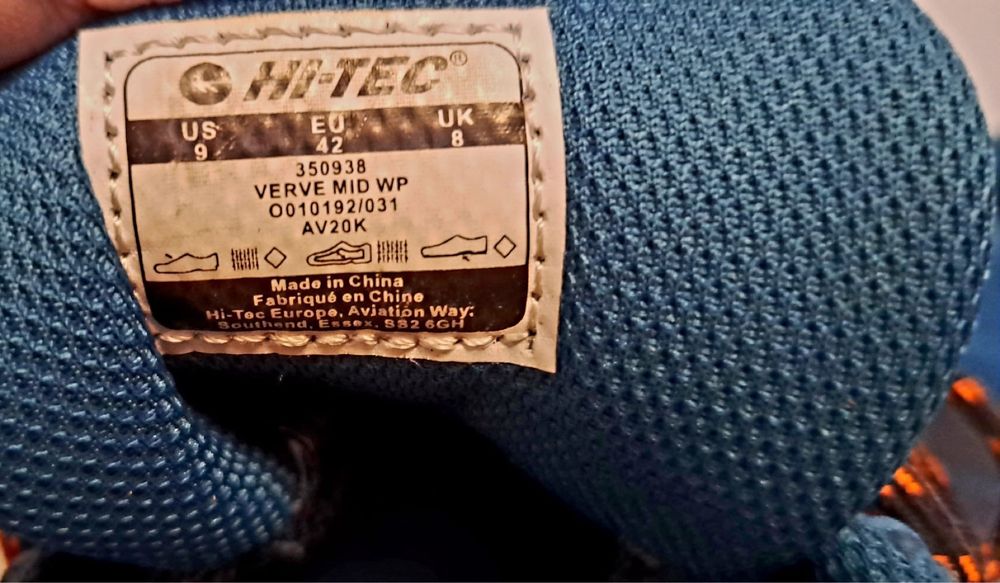 HI-TEC®
US EU UK
9 42 8
350938
VERVE MID WP
O010192/031
AV20K
Made in China
Fabriqué en Chine
Hi-Tec Europe, Aviation Way,
Southend, Essex, SS2 6GH